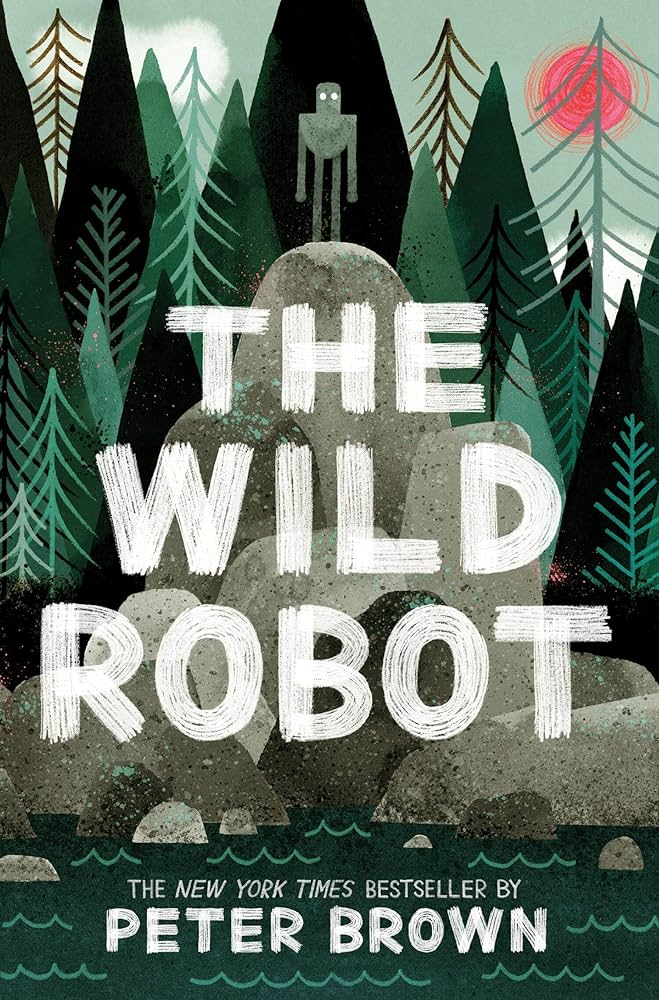 THE
WILD
ROBOT
THE NEW YORK TIMES BESTSELLER BY
PETER BROWN